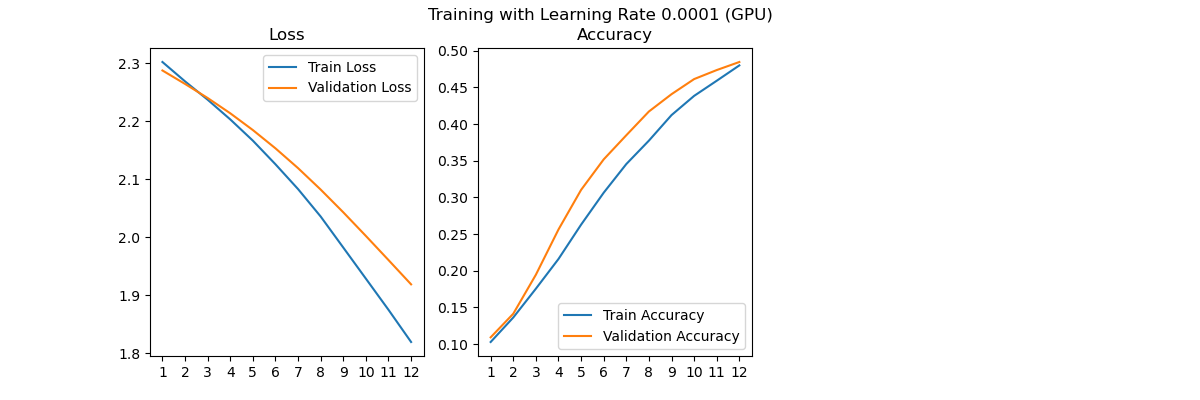 Training with Learning Rate 0.0001 (GPU)
Loss
Train Loss
Validation Loss
2.3
2.2
2.1
2.0
1.9
1.8
1 2 3 4 5 6 7 8 9 10 11 12
Accuracy
0.50
0.45
0.40
0.35
0.30
0.25
0.20
0.15
0.10
Train Accuracy
Validation Accuracy
1 2 3 4 5 6 7 8 9 10 11 12